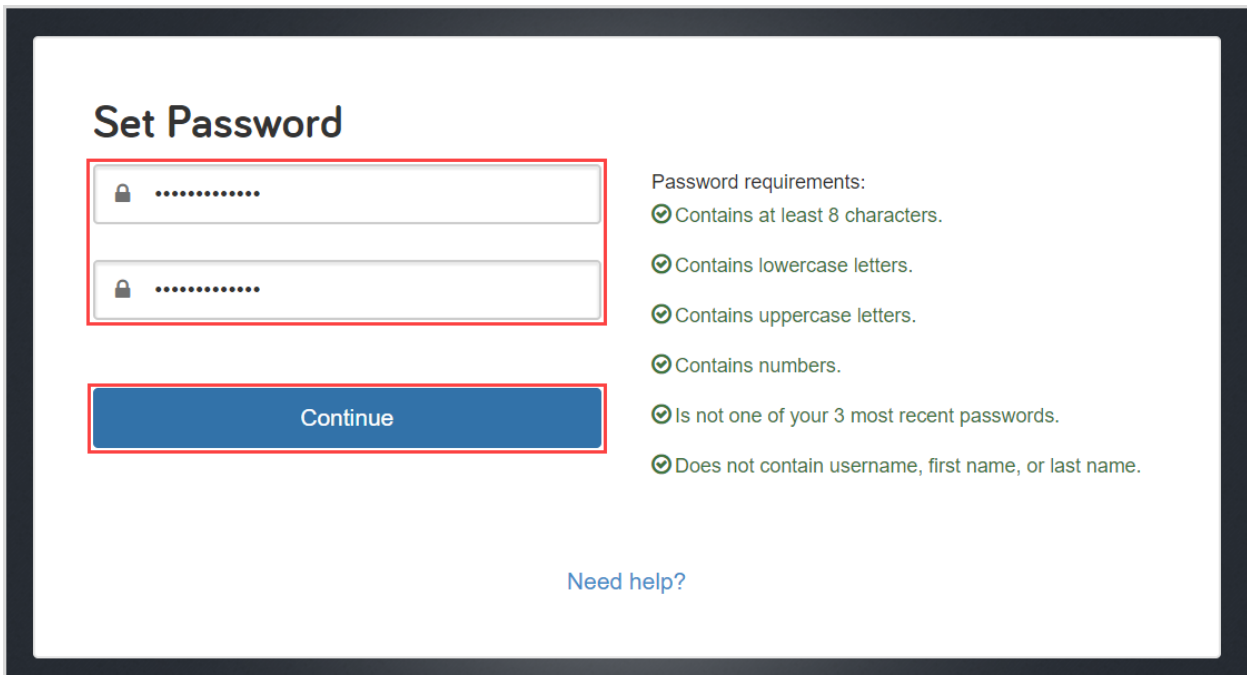 Set Password
•••••••••••••
•••••••••••••
Continue
Password requirements:
Contains at least 8 characters.
Contains lowercase letters.
Contains uppercase letters.
Contains numbers.
Is not one of your 3 most recent passwords.
Does not contain username, first name, or last name.
Need help?